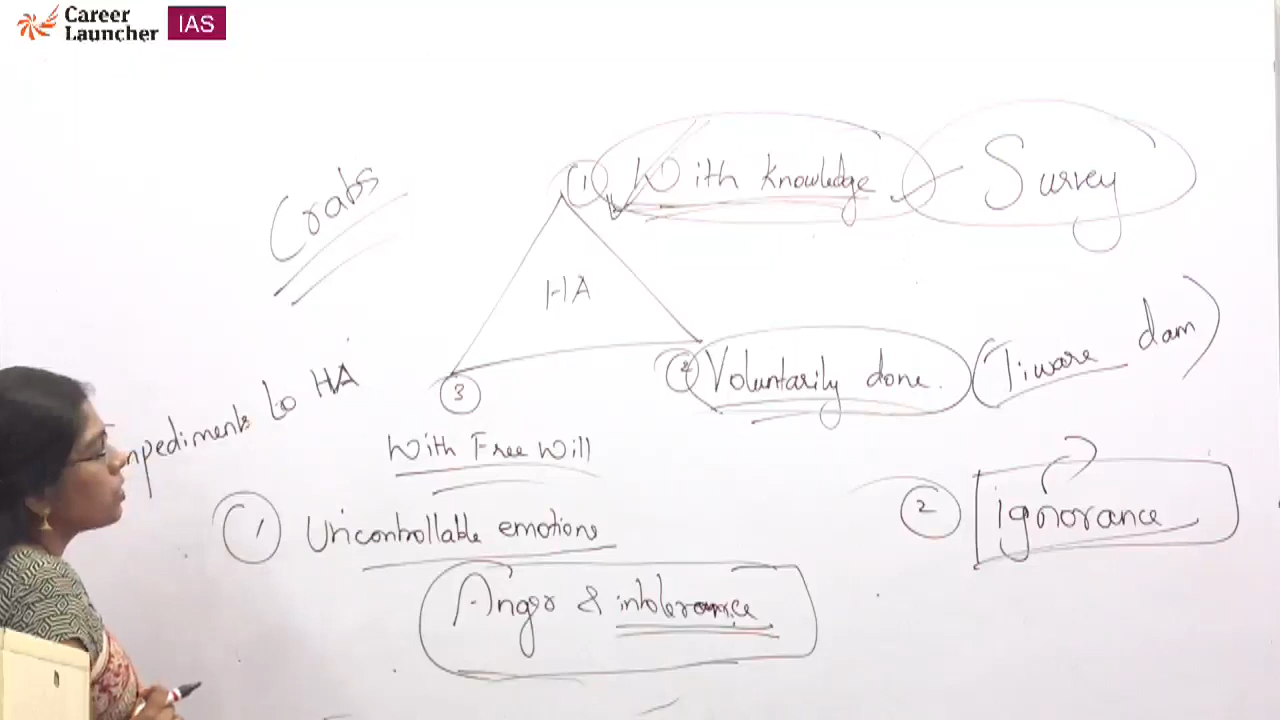 Career
Launcher
IAS
Crabs
1 With knowledge
Survey
HA
2 Voluntarily done.
(Tiware dam)
3
With Free Will
mpediments to HA
1 Uncontrollable emotions
Anger & intolerance
2 ignorance